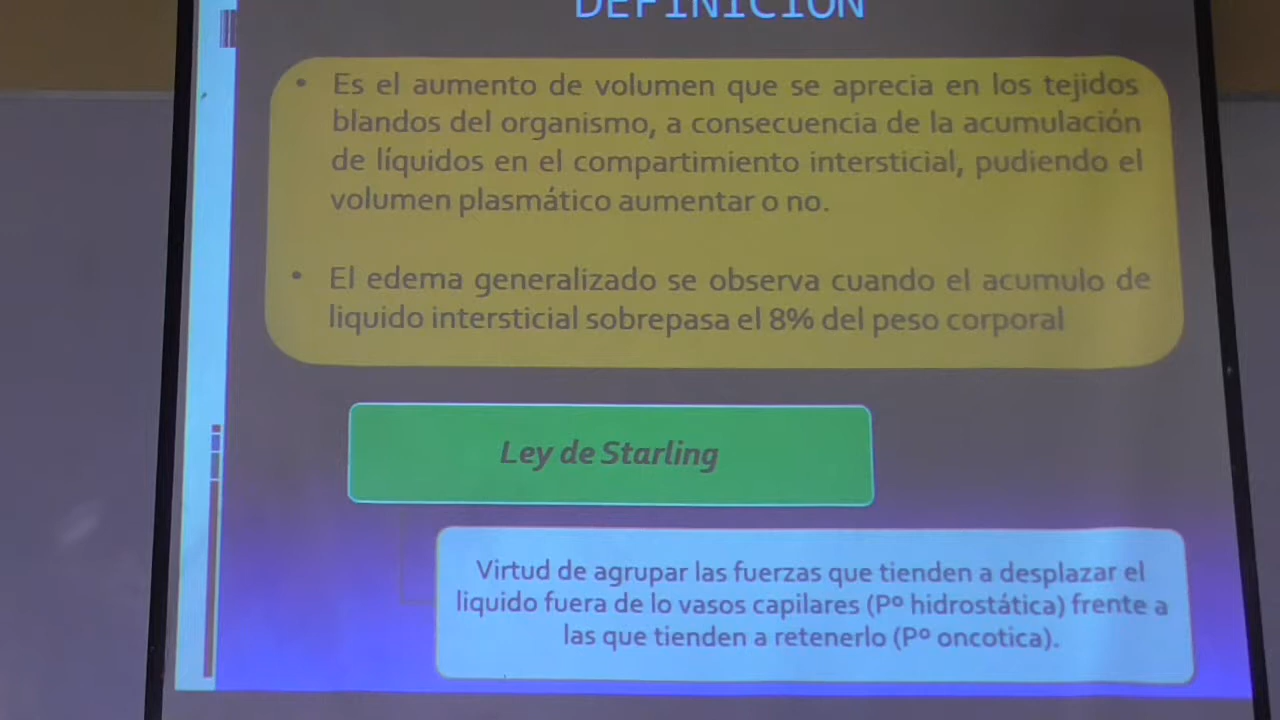 DEFINICION
• Es el aumento de volumen que se aprecia en los tejidos
blandos del organismo, a consecuencia de la acumulación
de líquidos en el compartimiento intersticial, pudiendo el
volumen plasmático aumentar o no.
• El edema generalizado se observa cuando el acumulo de
liquido intersticial sobrepasa el 8% del peso corporal
Ley de Starling
Virtud de agrupar las fuerzas que tienden a desplazar el
liquido fuera de lo vasos capilares (Pº hidrostática) frente a
las que tienden a retenerlo (Pº oncotica).